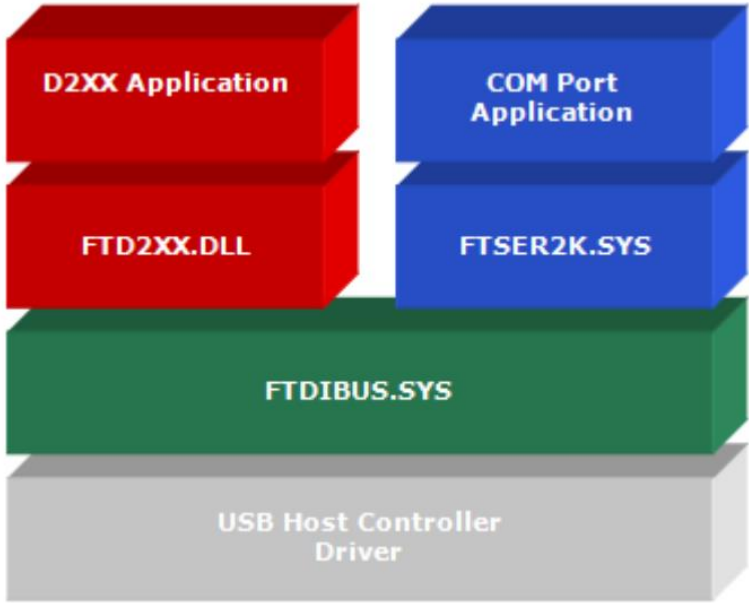 D2XX Application
COM Port
Application
FTD2XX.DLL
FTSER2K.SYS
FTDIBUS.SYS
USB Host Controller
Driver